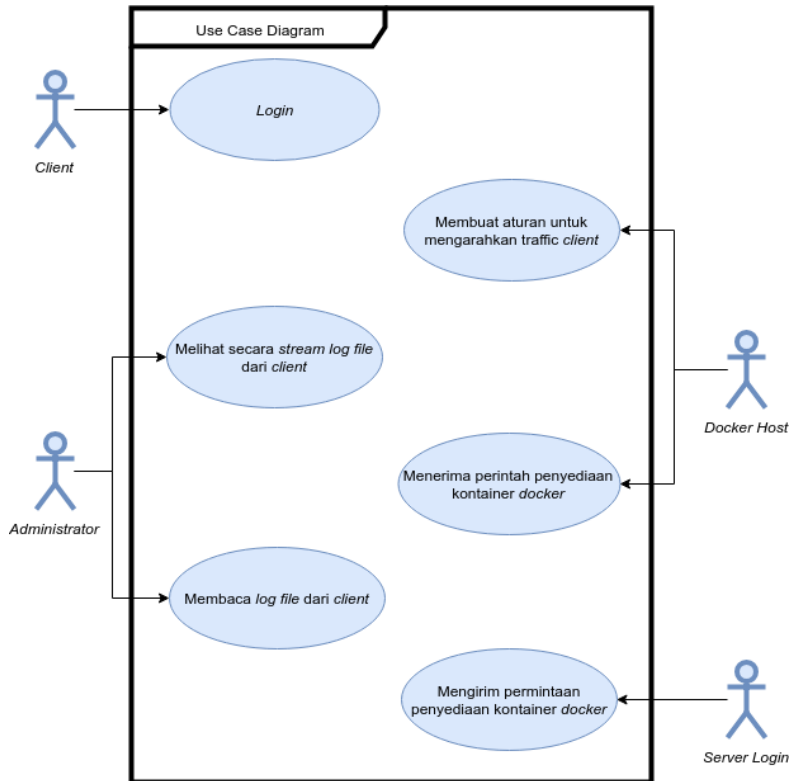 Use Case Diagram
Login
Client
Membuat aturan untuk
mengarahkan traffic client
Melihat secara stream log file
dari client
Docker Host
Menerima perintah penyediaan
kontainer docker
Administrator
Membaca log file dari client
Mengirim permintaan
penyediaan kontainer docker
Server Login